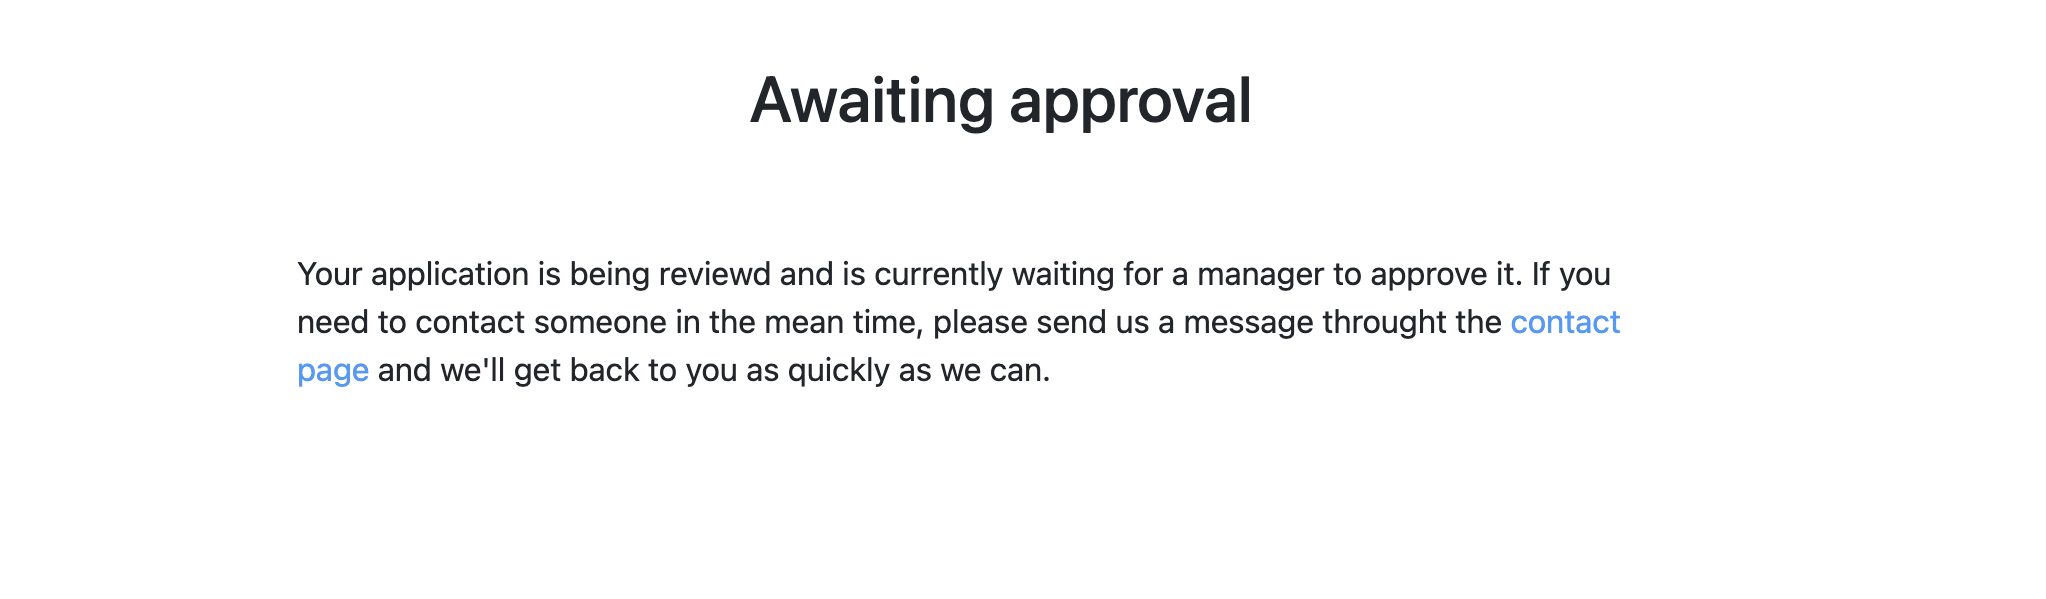 Awaiting approval
Your application is being reviewd and is currently waiting for a manager to approve it. If you
need to contact someone in the mean time, please send us a message throught the contact
page and we'll get back to you as quickly as we can.